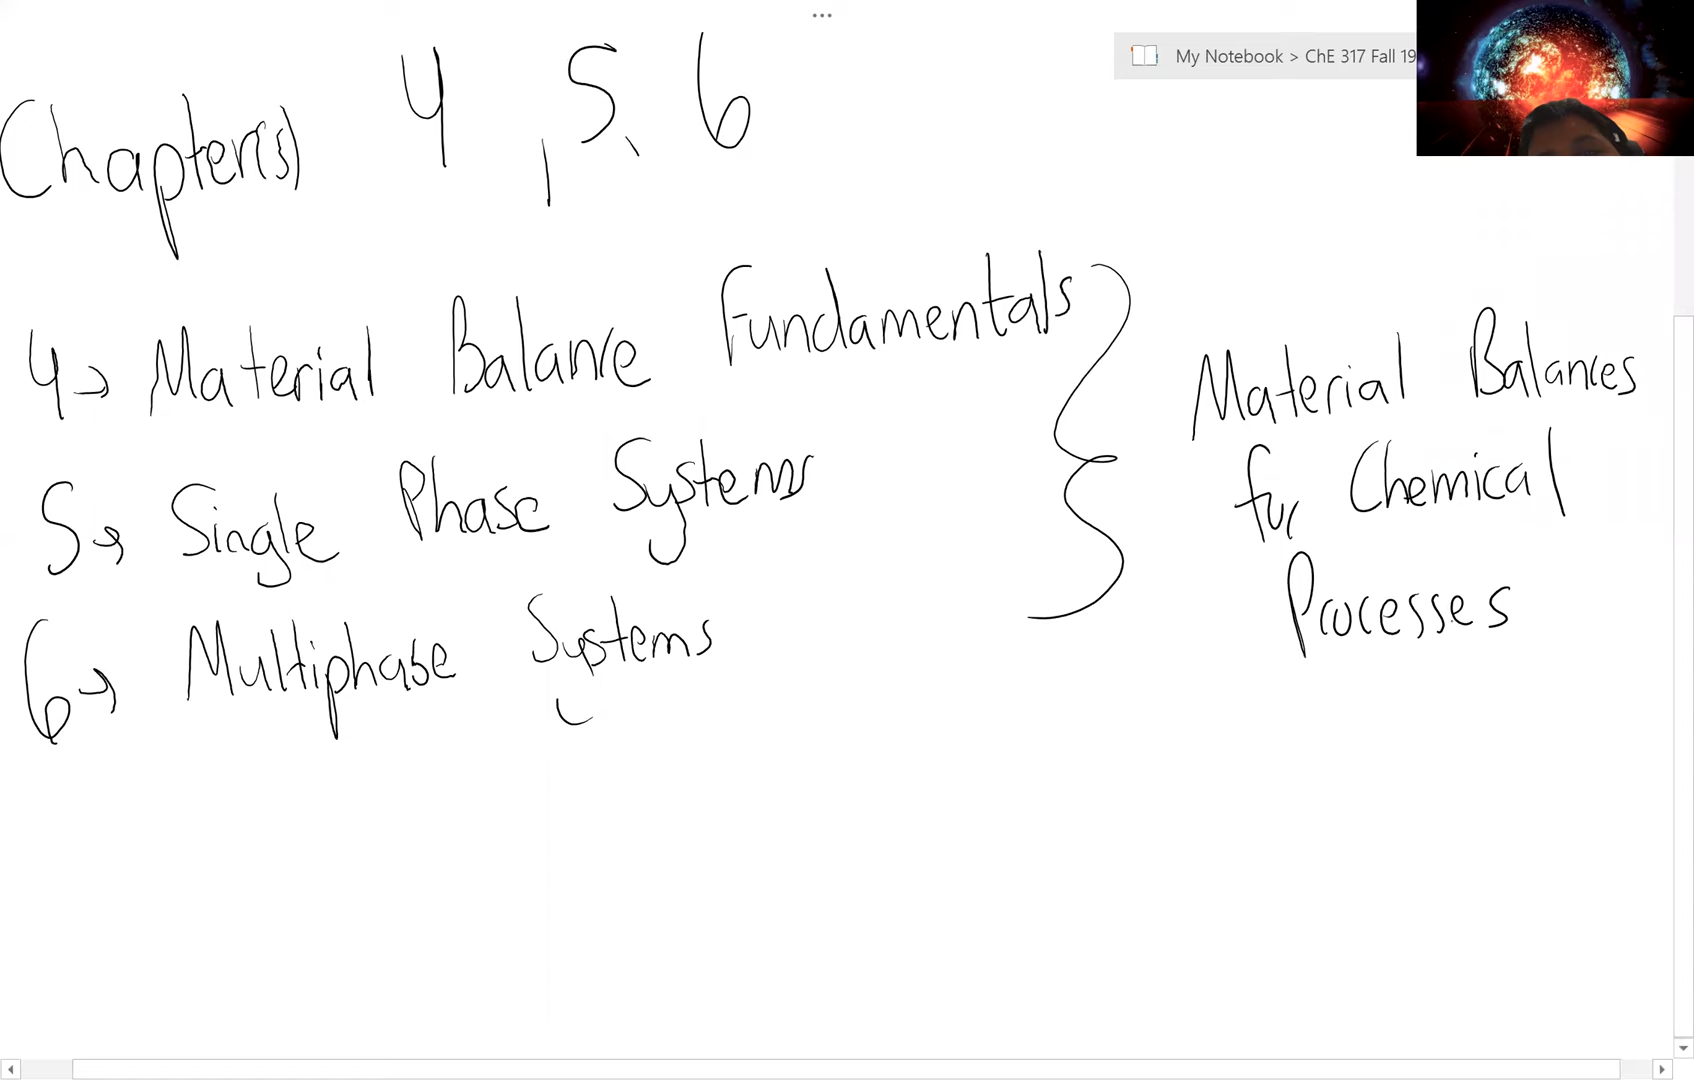 My Notebook > ChE 317 Fall 19
Chapter(s) 4, 5, 6
4→ Material Balance Fundamentals
5→ Single Phase Systems
6→ Multiphase Systems
Material Balances
for Chemical
Processes